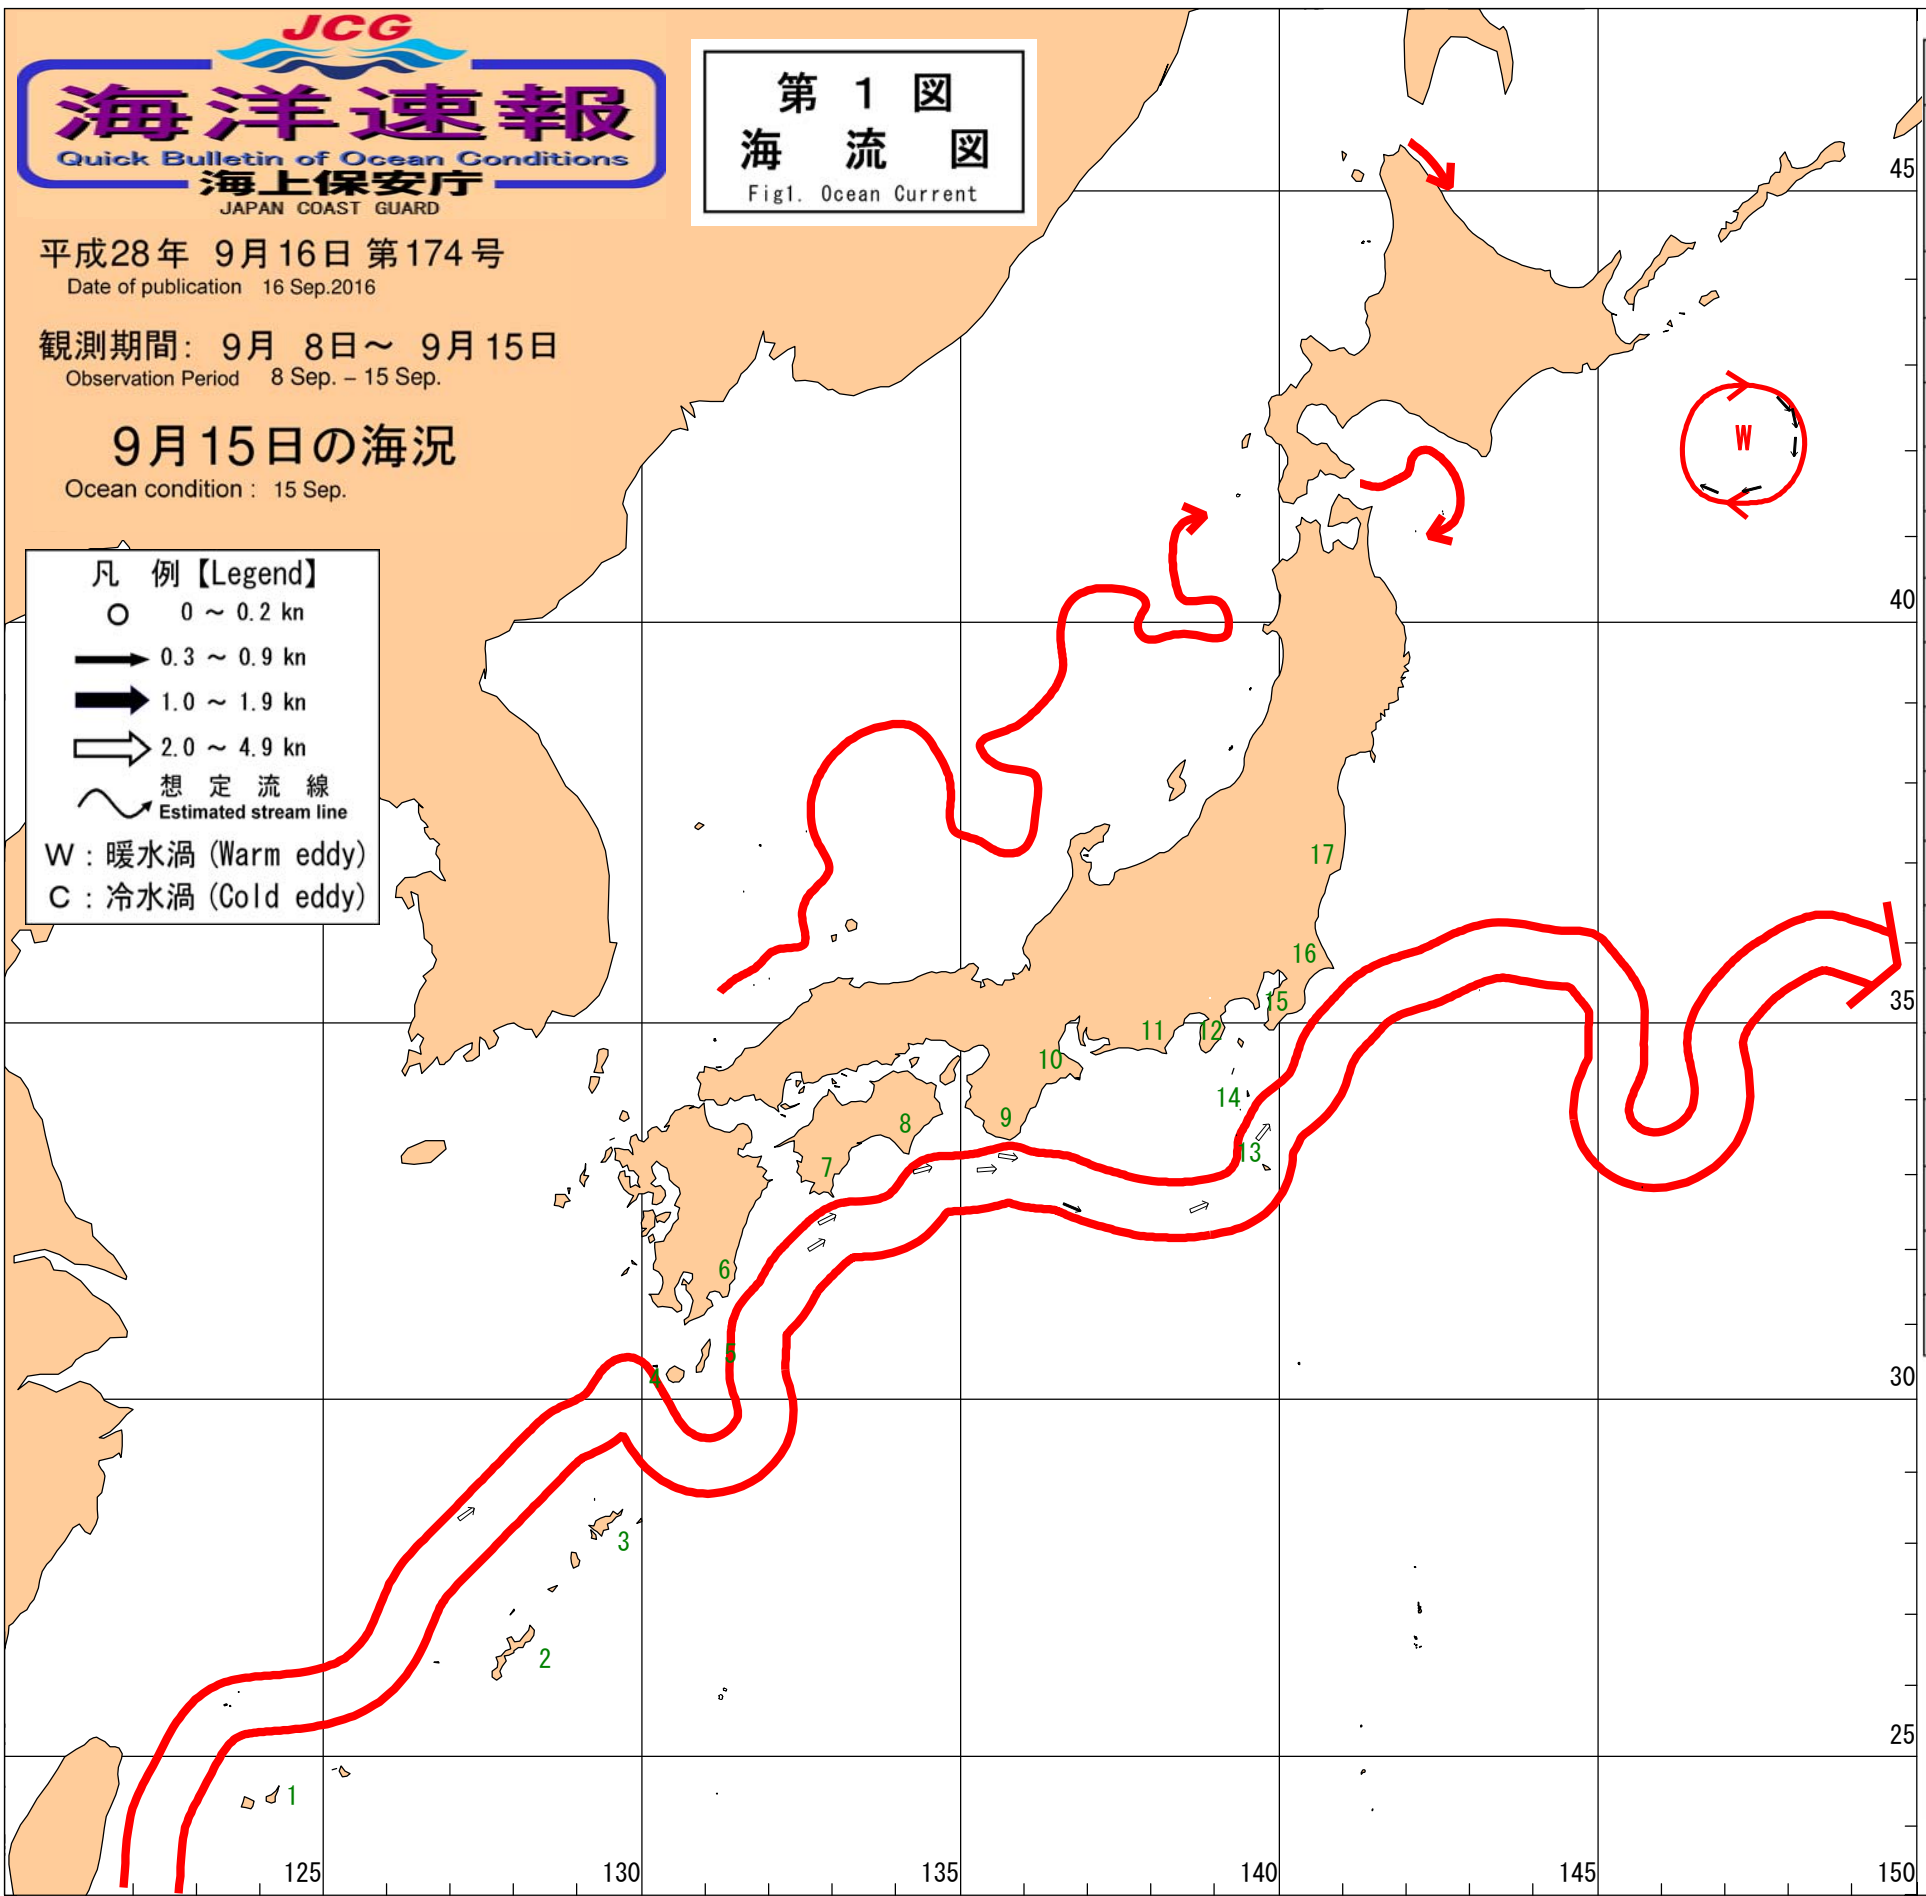 JCG
海洋速報
Quick Bulletin of Ocean Conditions
海上保安庁
JAPAN COAST GUARD
第 1 図
海 流 図
Fig1. Ocean Current
平成28年 9月16日 第174号
Date of publication 16 Sep.2016
観測期間: 9月 8日～ 9月15日
Observation Period 8 Sep. – 15 Sep.
9月15日の海況
Ocean condition : 15 Sep.
凡 例【Legend】
0 ～ 0.2 kn
0.3 ～ 0.9 kn
1.0 ～ 1.9 kn
2.0 ～ 4.9 kn
想 定 流 線
Estimated stream line
W : 暖水渦 (Warm eddy)
C : 冷水渦 (Cold eddy)
45
W
40
17
16
35
15
12
11
10
14
9
8
13
7
6
5
4
30
3
2
25
1
125
130
135
140
145
150